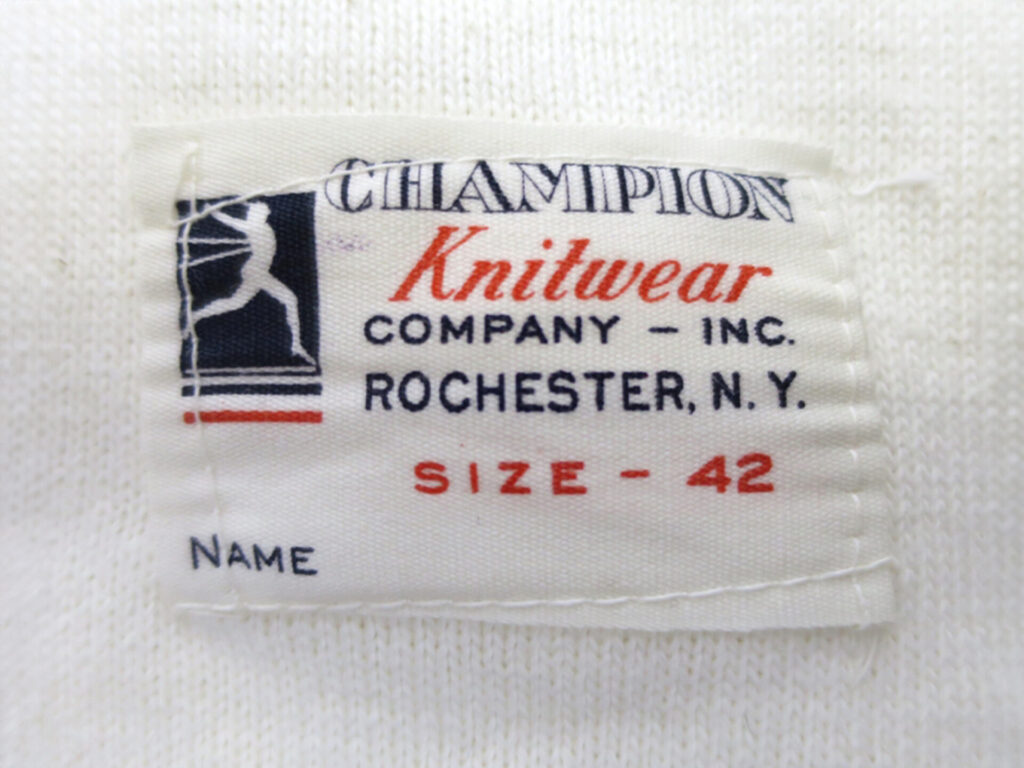 CHAMPION
Knitwear
COMPANY - INC.
ROCHESTER, N. Y.
SIZE - 42
NAME